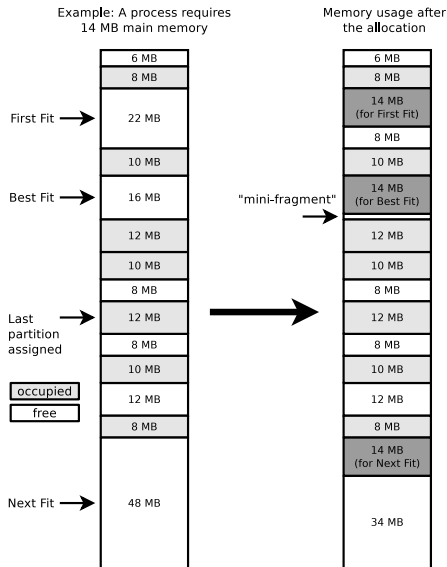 Example: A process requires
14 MB main memory
6 MB
8 MB
First Fit
22 MB
10 MB
Best Fit
16 MB
12 MB
10 MB
8 MB
Last
partition
assigned
12 MB
8 MB
10 MB
occupied
free
12 MB
8 MB
Next Fit
48 MB
Memory usage after
the allocation
6 MB
8 MB
14 MB
(for First Fit)
8 MB
10 MB
14 MB
(for Best Fit)
"mini-fragment"
12 MB
10 MB
8 MB
12 MB
8 MB
10 MB
12 MB
8 MB
14 MB
(for Next Fit)
34 MB